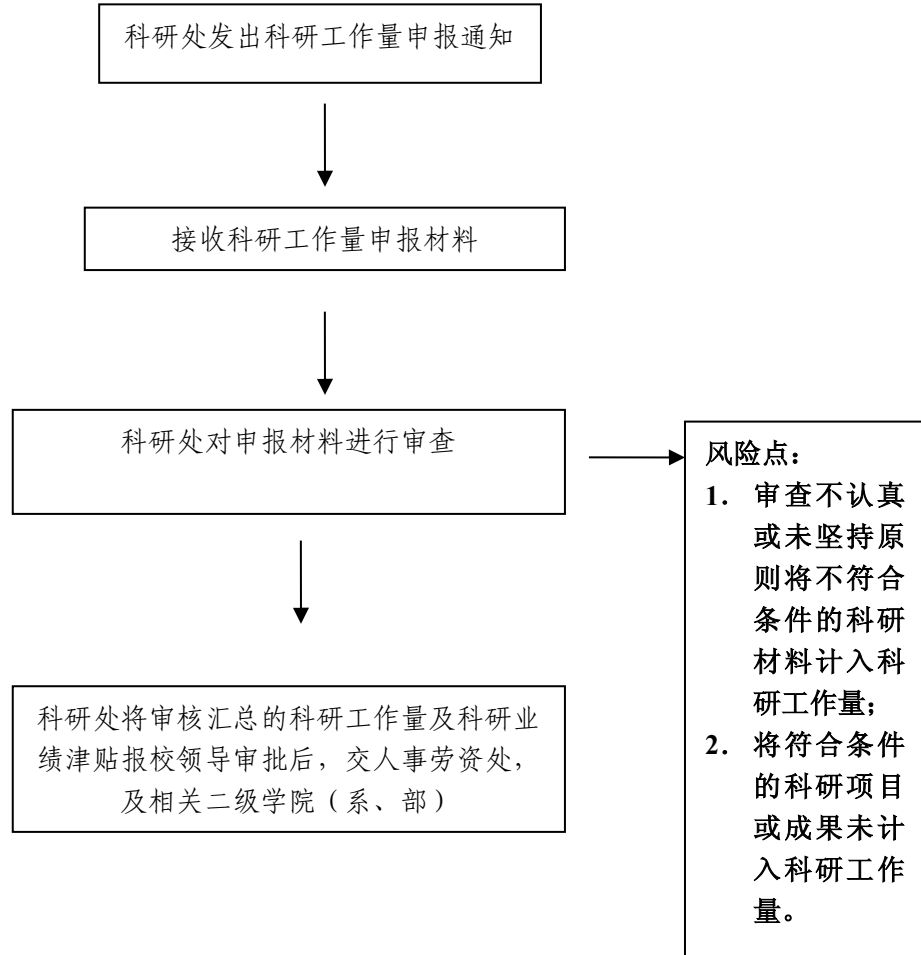 科研处发出科研工作量申报通知
接收科研工作量申报材料
科研处对申报材料进行审查
风险点：
1. 审查不认真
或未坚持原
则将不符合
条件的科研
材料计入科
研工作量；
2. 将符合条件
的科研项目
或成果未计
入科研工作
量。
科研处将审核汇总的科研工作量及科研业
绩津贴报校领导审批后，交人事劳资处，
及相关二级学院（系、部）